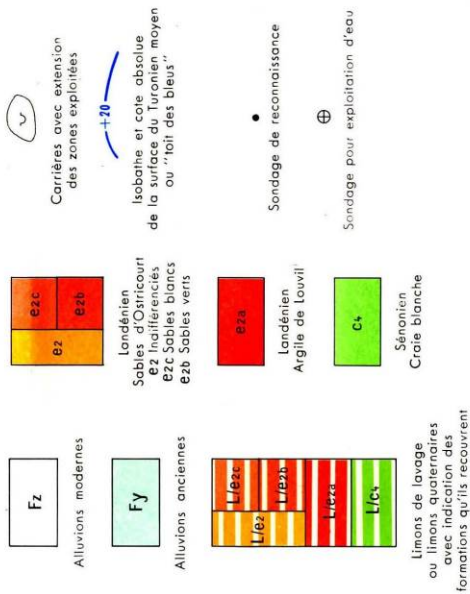 Fz
Alluvions modernes
Fy
Alluvions anciennes
L/e2
L/e2c
L/e2b
L/e2a
L/c4
Limons de lavage
ou limons quaternaires
avec indication des
formations qu'ils recouvrent
e2
e2c
e2b
Landénien
Sables d'Ostricourt
e2 Indifférenciés
e2c Sables blancs
e2b Sables verts
e2a
Landénien
Argile de Louvil
c4
Sénonien
Craie blanche
Carrières avec extension
des zones exploitées
+20
Isobathe et cote absolue
de la surface du Turonien moyen
ou "toit des bleus"
Sondage de reconnaissance
Sondage pour exploitation d'eau